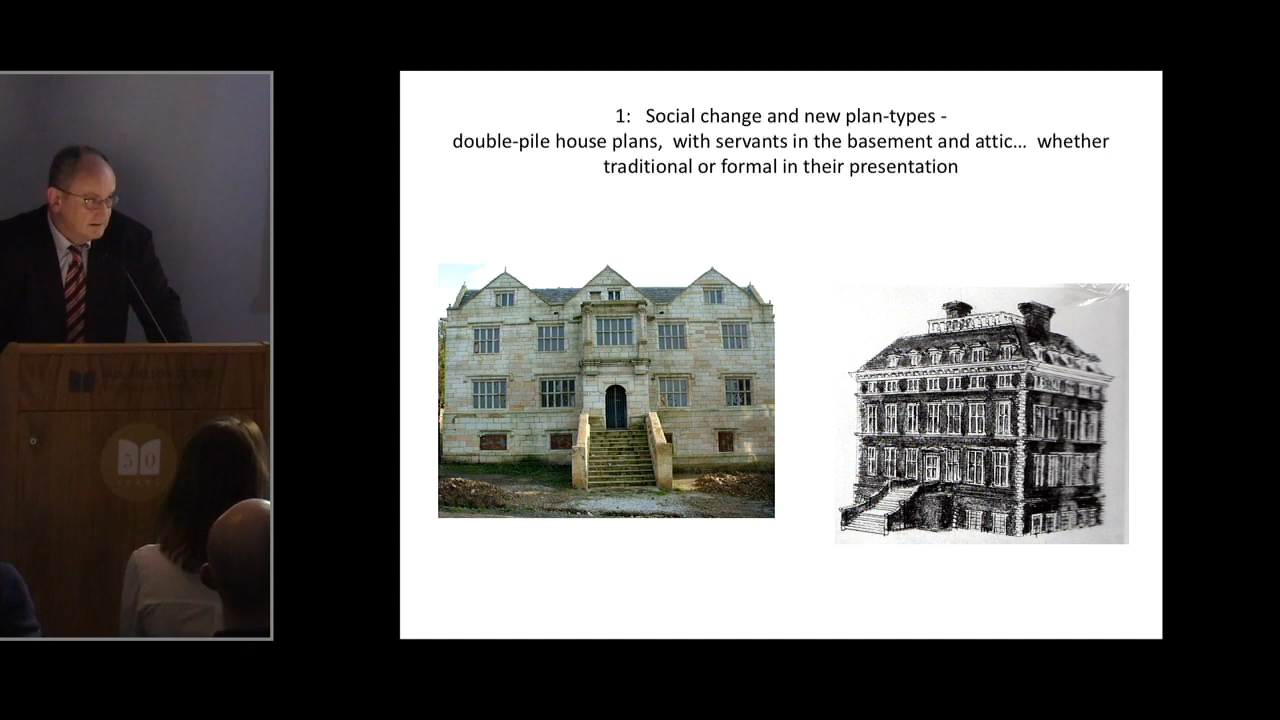 1: Social change and new plan-types -
double-pile house plans, with servants in the basement and attic... whether
traditional or formal in their presentation
50